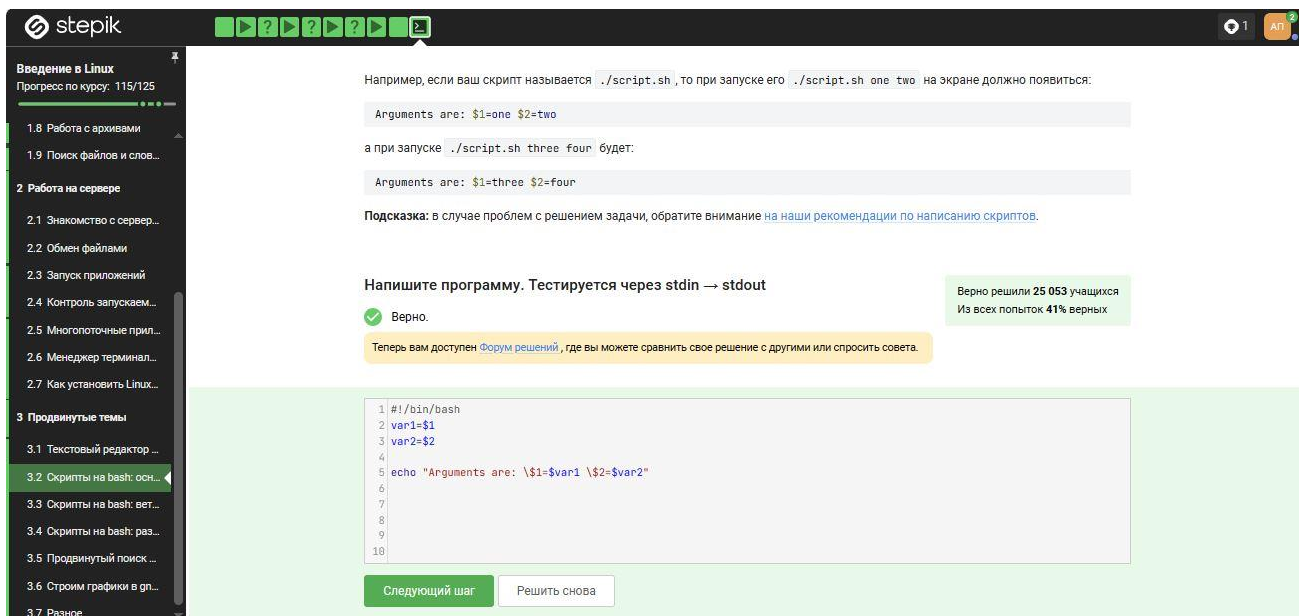 stepik
? ? ?
1
АП
2
Введение в Linux
Прогресс по курсу: 115/125
1.8 Работа с архивами
1.9 Поиск файлов и слов...
2 Работа на сервере
2.1 Знакомство с сервер...
2.2 Обмен файлами
2.3 Запуск приложений
2.4 Контроль запускаем...
2.5 Многопоточные прил...
2.6 Менеджер терминал...
2.7 Как установить Linux...
3 Продвинутые темы
3.1 Текстовый редактор ...
3.2 Скрипты на bash: осн...
3.3 Скрипты на bash: вет...
3.4 Скрипты на bash: раз...
3.5 Продвинутый поиск ...
3.6 Строим графики в gn...
3.7 Разное
Например, если ваш скрипт называется ./script.sh , то при запуске его ./script.sh one two на экране должно появиться:
Arguments are: $1=one $2=two
а при запуске ./script.sh three four будет:
Arguments are: $1=three $2=four
Подсказка: в случае проблем с решением задачи, обратите внимание на наши рекомендации по написанию скриптов.
Напишите программу. Тестируется через stdin → stdout
Верно решили 25 053 учащихся
Из всех попыток 41% верных
Верно.
Теперь вам доступен Форум решений , где вы можете сравнить свое решение с другими или спросить совета.
1 #!/bin/bash
2 var1=$1
3 var2=$2
4
5 echo "Arguments are: \$1=$var1 \$2=$var2"
6
7
8
9
10
Следующий шаг
Решить снова